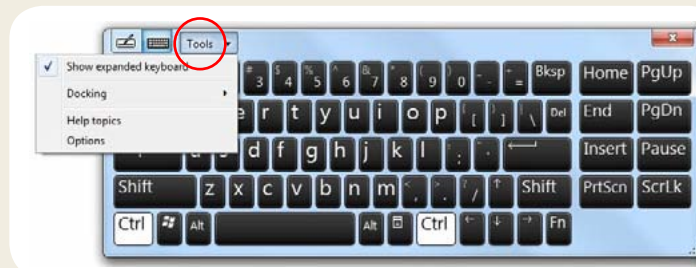 Tools
Show expanded keyboard
Docking
Help topics
Options
# 3 $ 4 % 5 ^ 6 & 7 * 8 ( 9 ) 0 - - + = Bksp Home PgUp
r t y u i o p { [ } ] | \ Del End PgDn
d f g h j k l : ; " ' Insert Pause
Shift z x c v b n m < , > . ? / ↑ Shift PrtScn ScrLk
Ctrl Alt Alt Ctrl ← ↓ → Fn